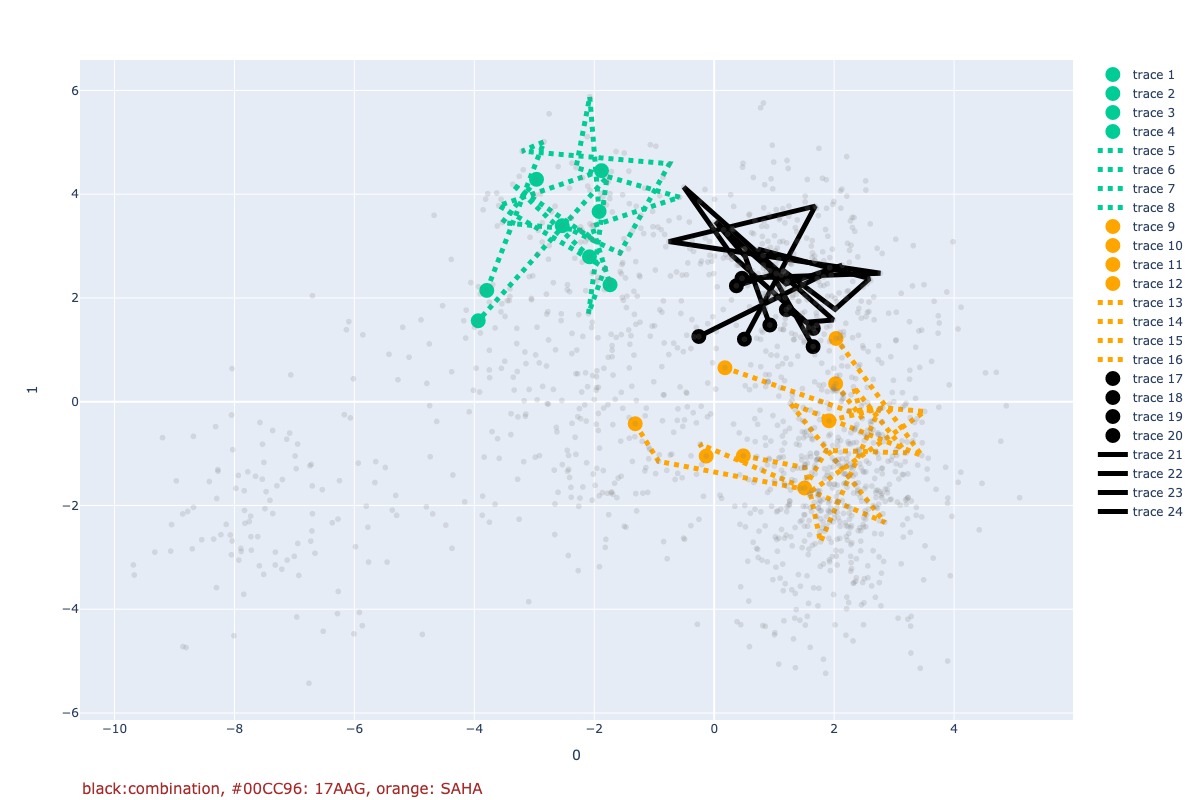 6
4
2
0
−2
−4
−6
1
−10
−8
−6
−4
−2
0
2
4
0
trace 1
trace 2
trace 3
trace 4
trace 5
trace 6
trace 7
trace 8
trace 9
trace 10
trace 11
trace 12
trace 13
trace 14
trace 15
trace 16
trace 17
trace 18
trace 19
trace 20
trace 21
trace 22
trace 23
trace 24
black:combination, #00CC96: 17AAG, orange: SAHA